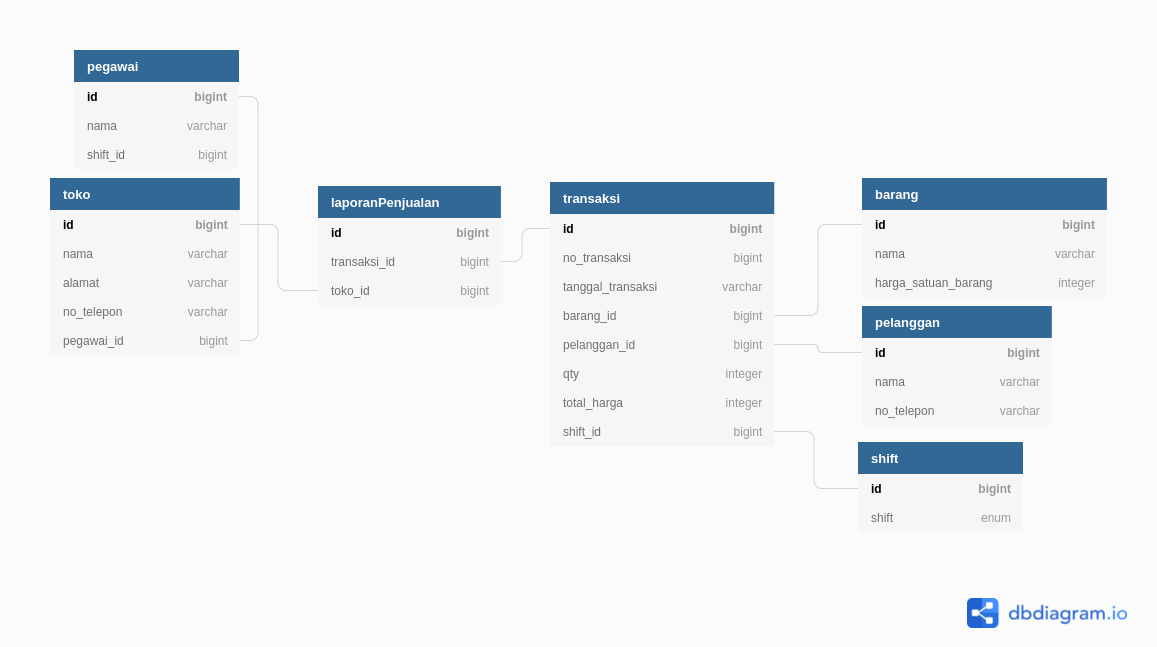 pegawai
id bigint
nama varchar
shift_id bigint
toko
id bigint
nama varchar
alamat varchar
no_telepon varchar
pegawai_id bigint
laporanPenjualan
id bigint
transaksi_id bigint
toko_id bigint
transaksi
id bigint
no_transaksi bigint
tanggal_transaksi varchar
barang_id bigint
pelanggan_id bigint
qty integer
total_harga integer
shift_id bigint
barang
id bigint
nama varchar
harga_satuan_barang integer
pelanggan
id bigint
nama varchar
no_telepon varchar
shift
id bigint
shift enum
dbdiagram.io